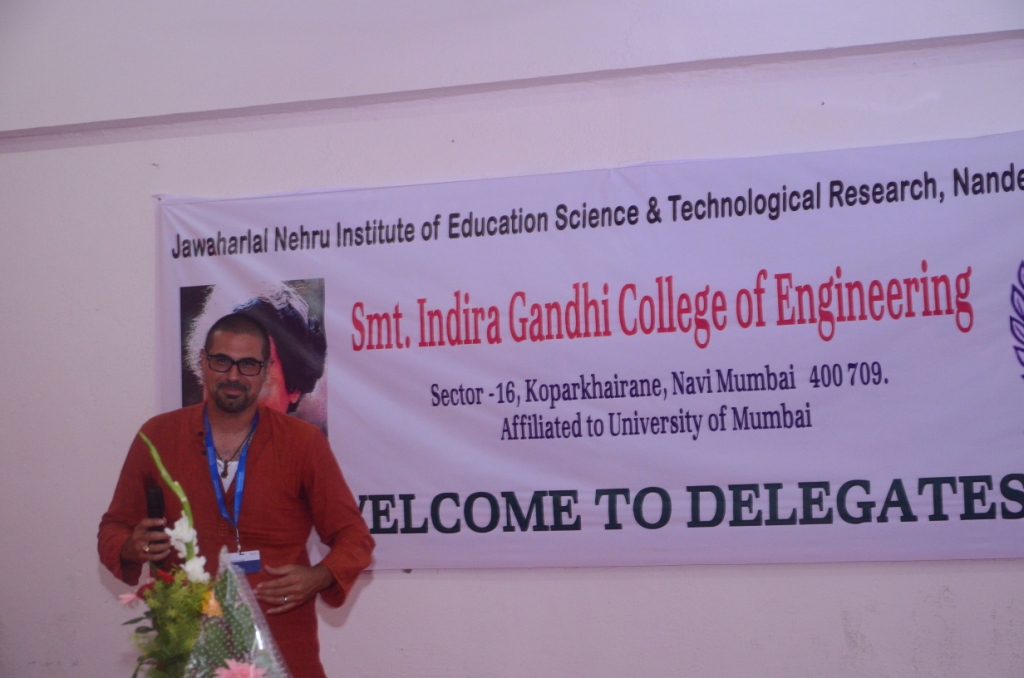 Jawaharlal Nehru Institute of Education Science & Technological Research, Nande
Smt. Indira Gandhi College of Engineering
Sector -16, Koparkhairane, Navi Mumbai 400 709.
Affiliated to University of Mumbai
WELCOME TO DELEGATES